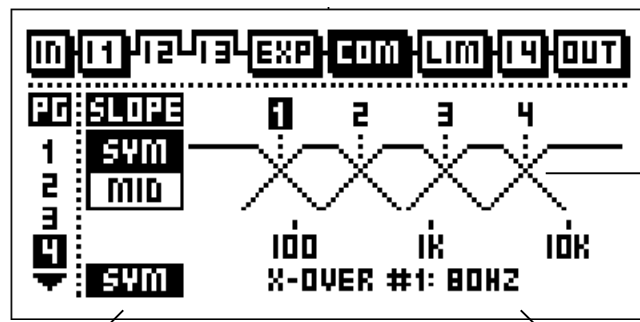 IN I1 I2 I3 EXP COM LIM I4 OUT
PG SLOPE 1 2 3 4
1 SYM
2 MID
3
4 100 1K 10K
SYM X-OVER #1: 80HZ